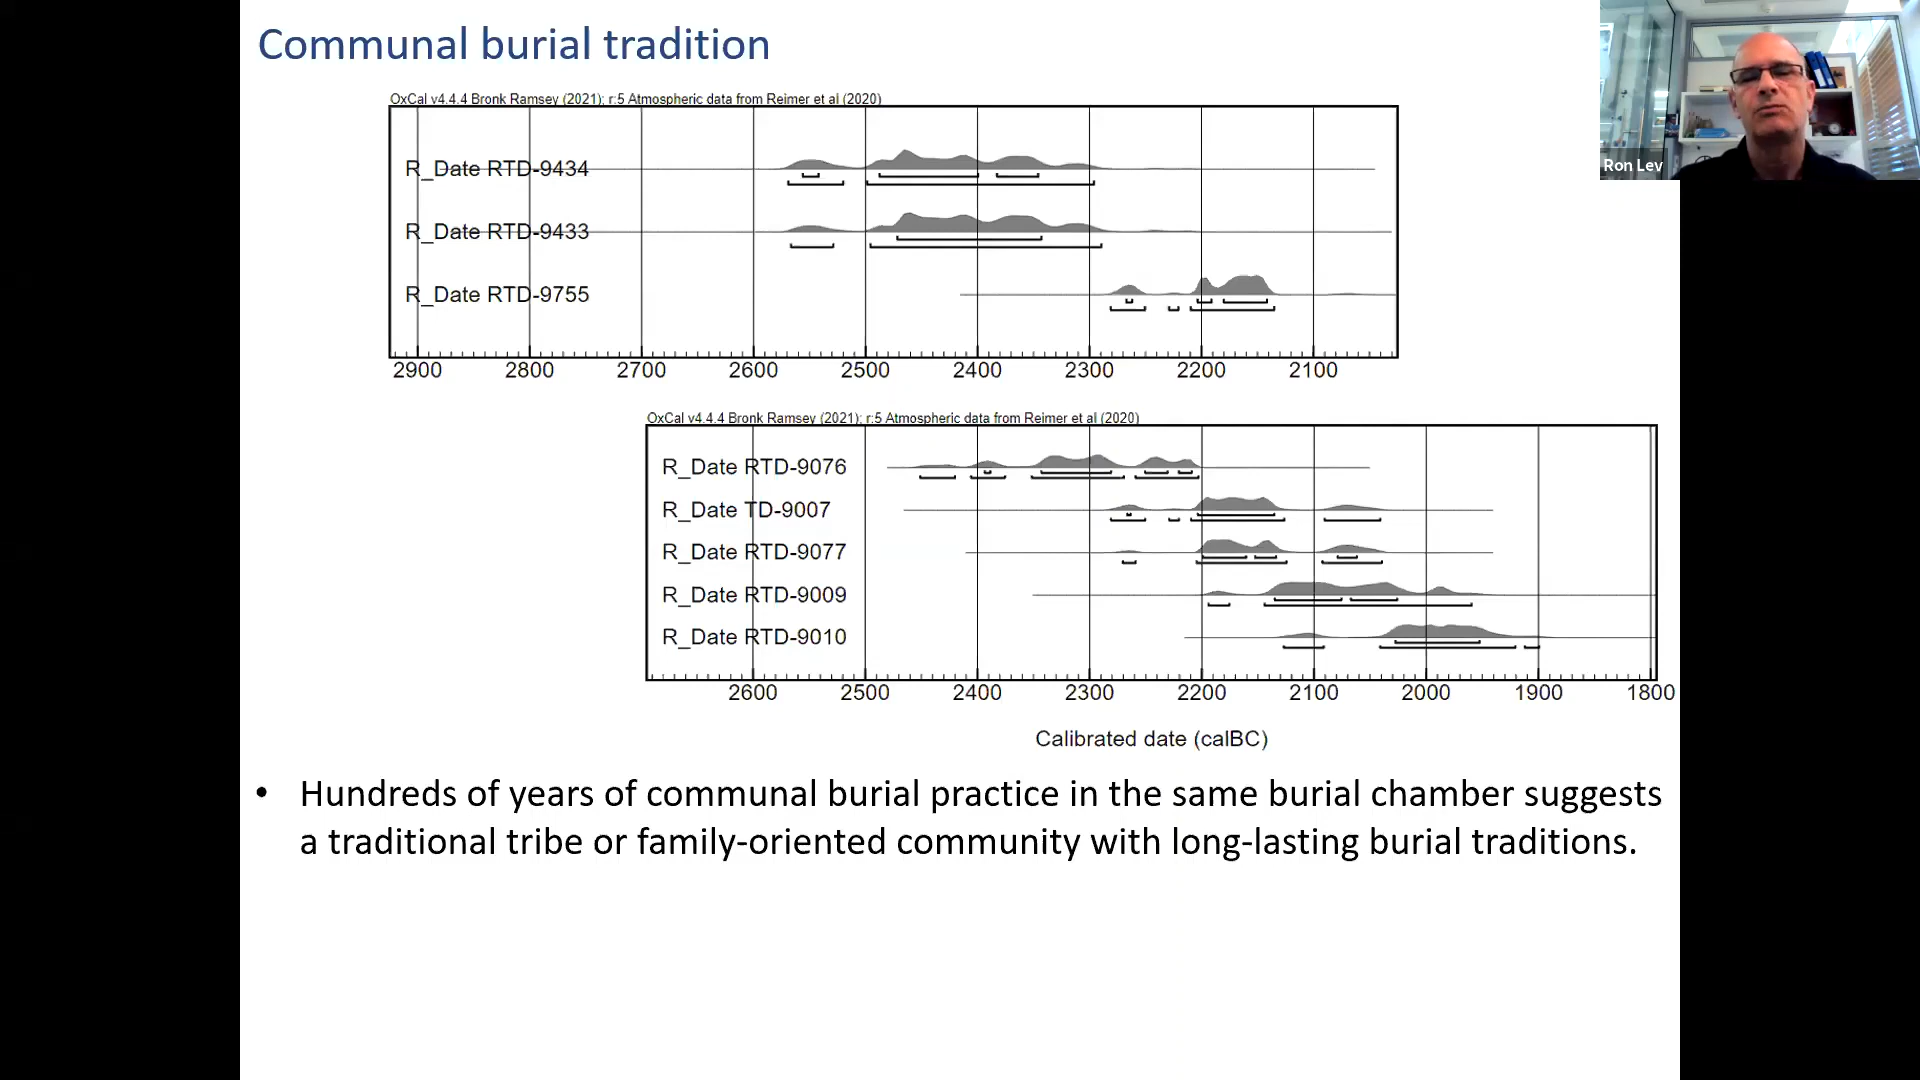 Communal burial tradition
Ron Lev
OxCal v4.4.4 Bronk Ramsey (2021); r:5 Atmospheric data from Reimer et al (2020)
R_Date RTD-9434
R_Date RTD-9433
R_Date RTD-9755
2900 2800 2700 2600 2500 2400 2300 2200 2100
OxCal v4.4.4 Bronk Ramsey (2021); r:5 Atmospheric data from Reimer et al (2020)
R_Date RTD-9076
R_Date TD-9007
R_Date RTD-9077
R_Date RTD-9009
R_Date RTD-9010
2600 2500 2400 2300 2200 2100 2000 1900 1800
Calibrated date (calBC)
• Hundreds of years of communal burial practice in the same burial chamber suggests
a traditional tribe or family-oriented community with long-lasting burial traditions.